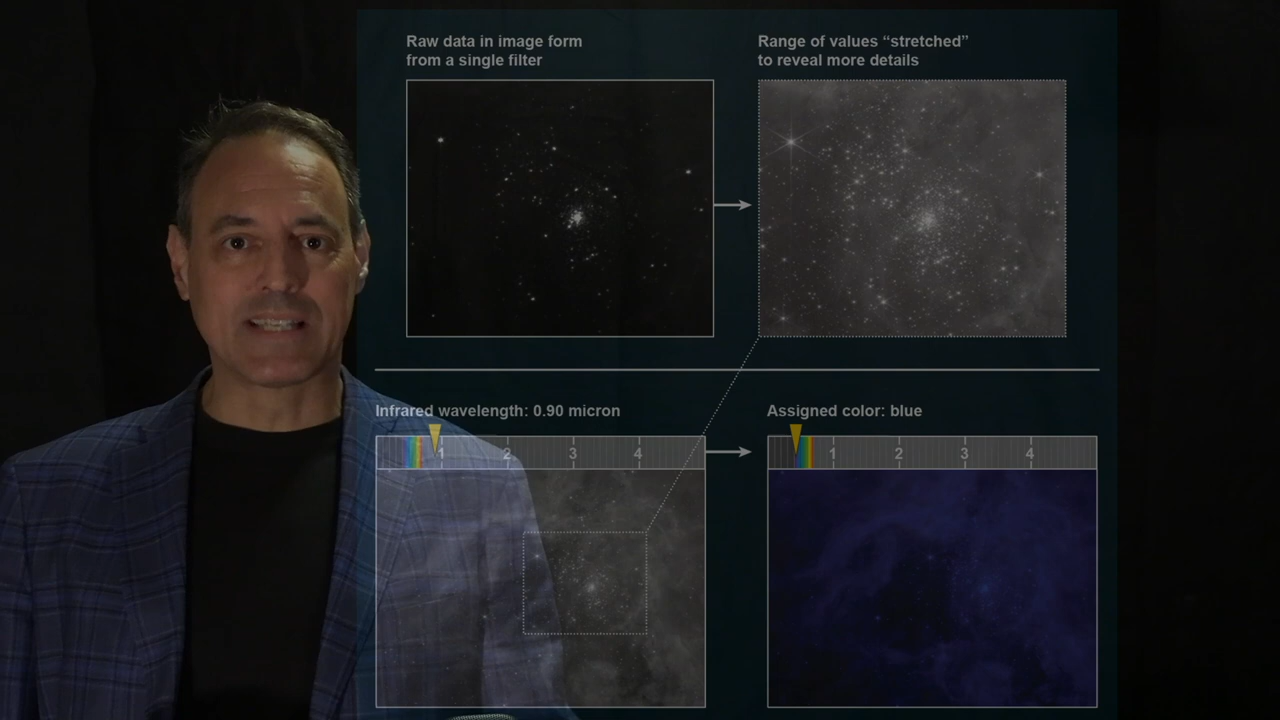 Raw data in image form
from a single filter
Range of values “stretched”
to reveal more details
Infrared wavelength: 0.90 micron
1 2 3 4
Assigned color: blue
1 2 3 4